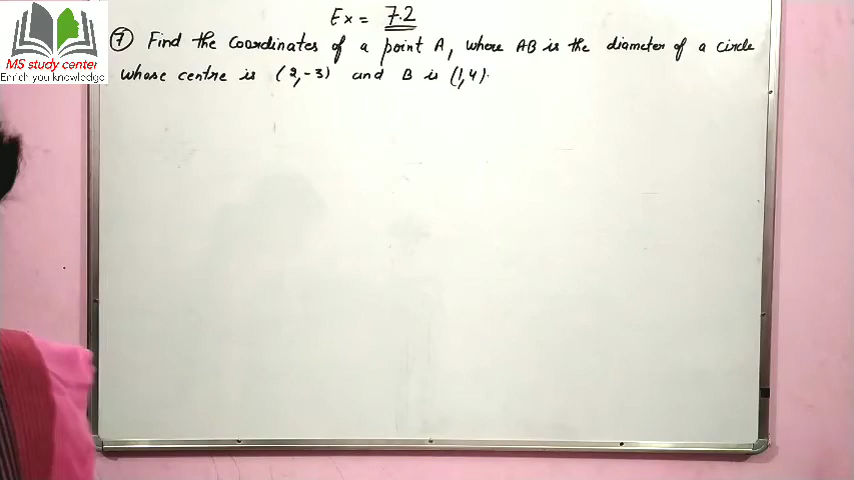 MS study center
Enrich you knowledge
Ex = 7.2
⑦ Find the coordinates of a point A, where AB is the diameter of a circle
whose centre is (2,-3) and B is (1,4).